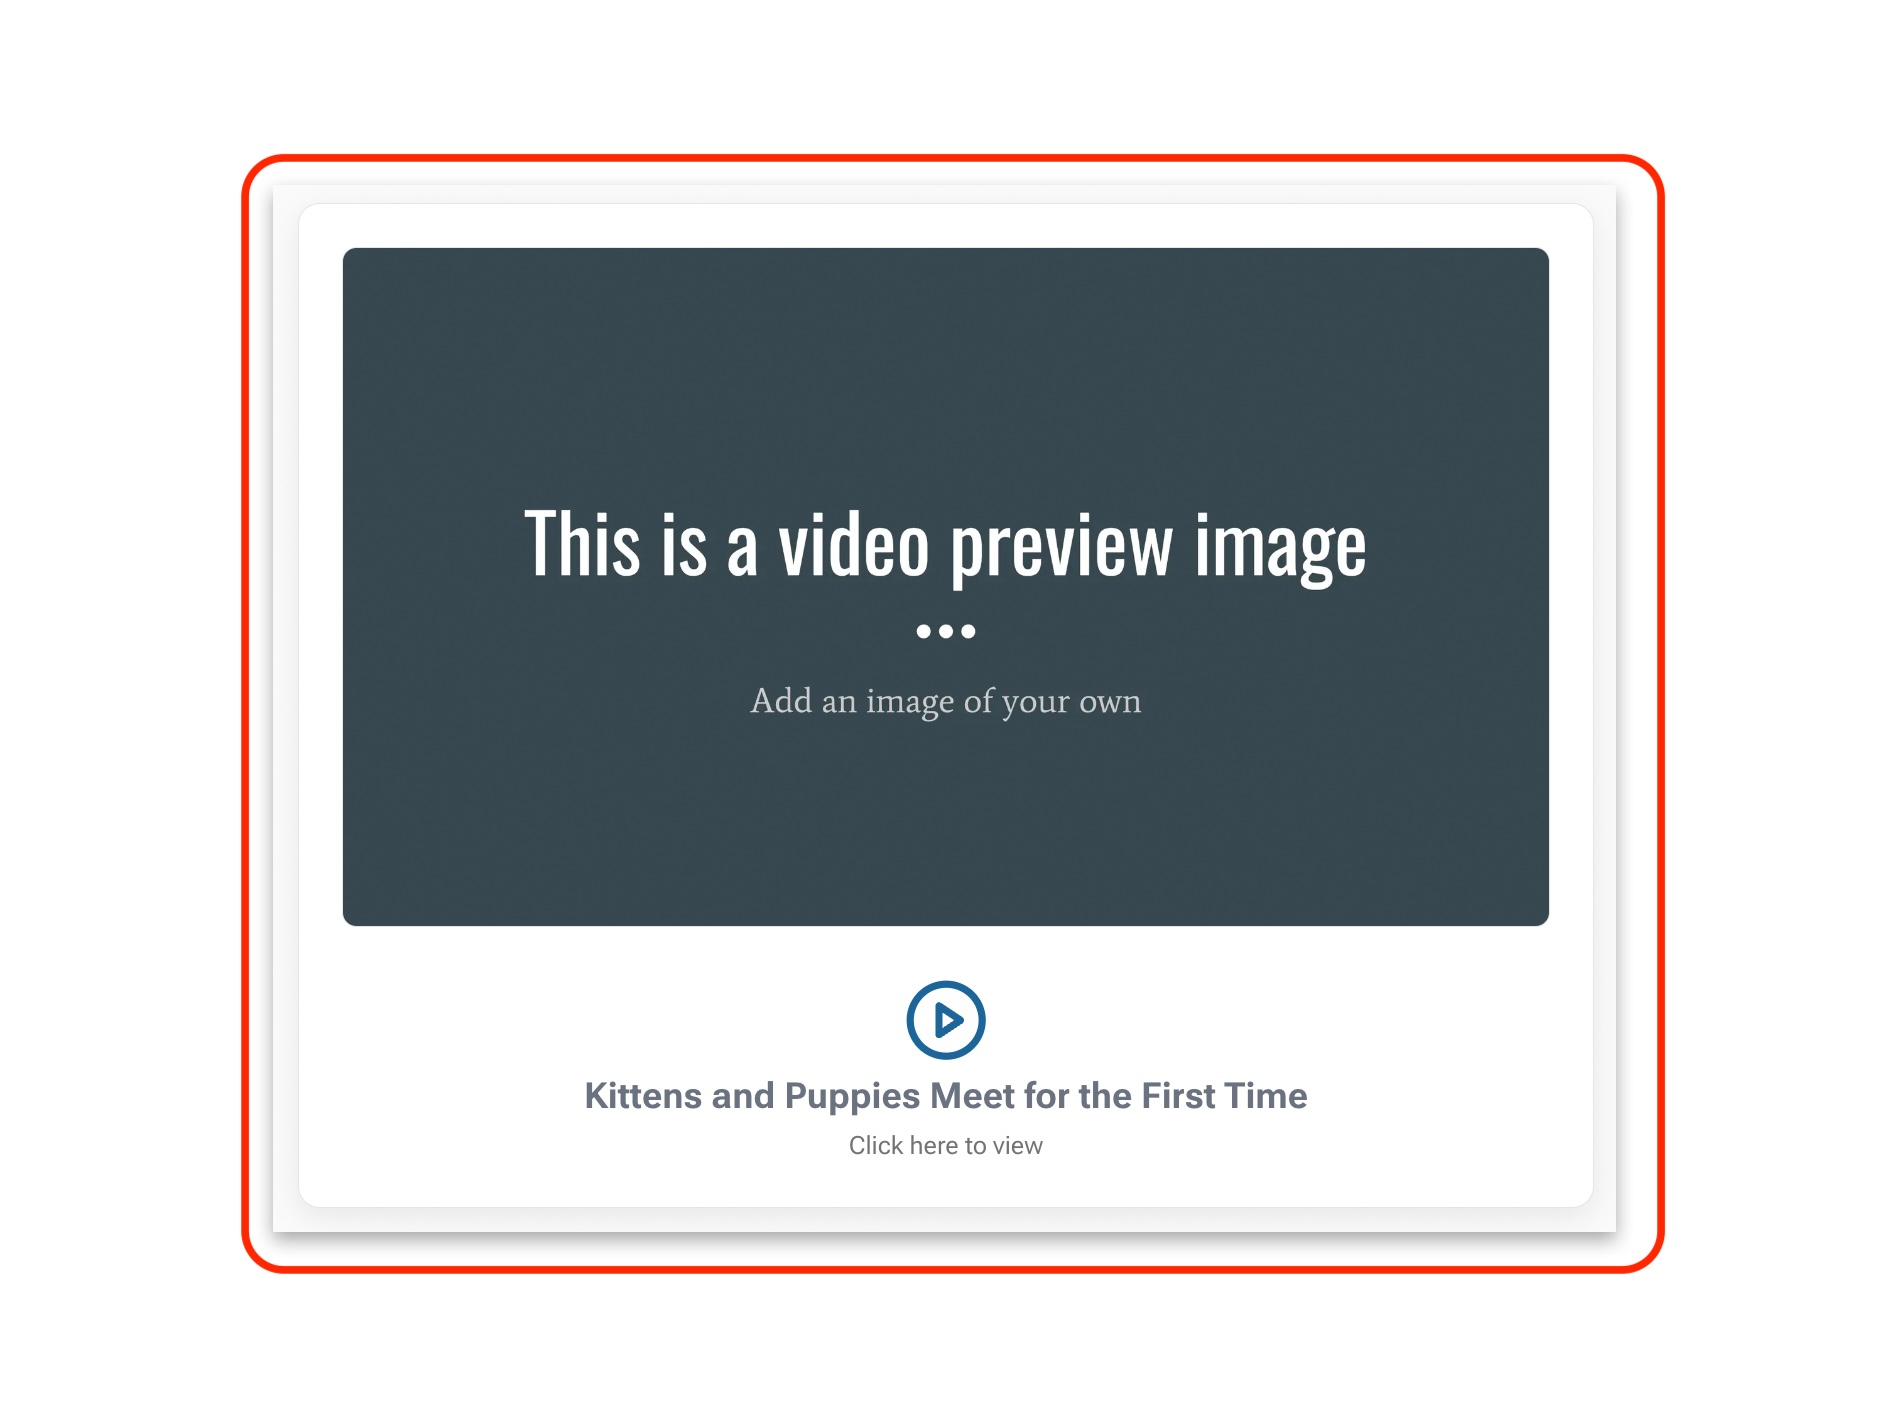 This is a video preview image
Add an image of your own
Kittens and Puppies Meet for the First Time
Click here to view